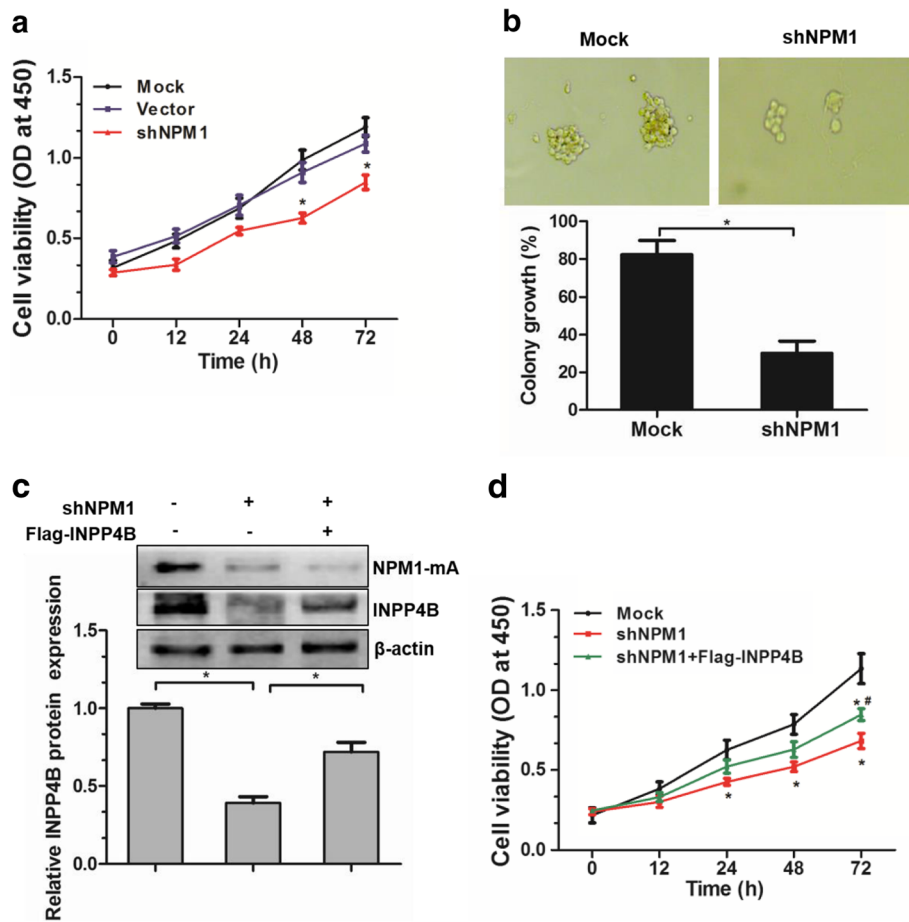 a
Cell viability (OD at 450)
1.5
1.0
0.5
0.0
Mock
Vector
shNPM1
*
*
0 12 24 48 72
Time (h)
b
Mock shNPM1
Colony growth (%)
100
80
60
40
20
0
*
Mock shNPM1
c
shNPM1 - + +
Flag-INPP4B - - +
NPM1-mA
INPP4B
β-actin
Relative INPP4B protein expression
1.5
1.0
0.5
0.0
* *
d
Cell viability (OD at 450)
1.5
1.0
0.5
0.0
Mock
shNPM1
shNPM1+Flag-INPP4B
* #
* * *
0 12 24 48 72
Time (h)